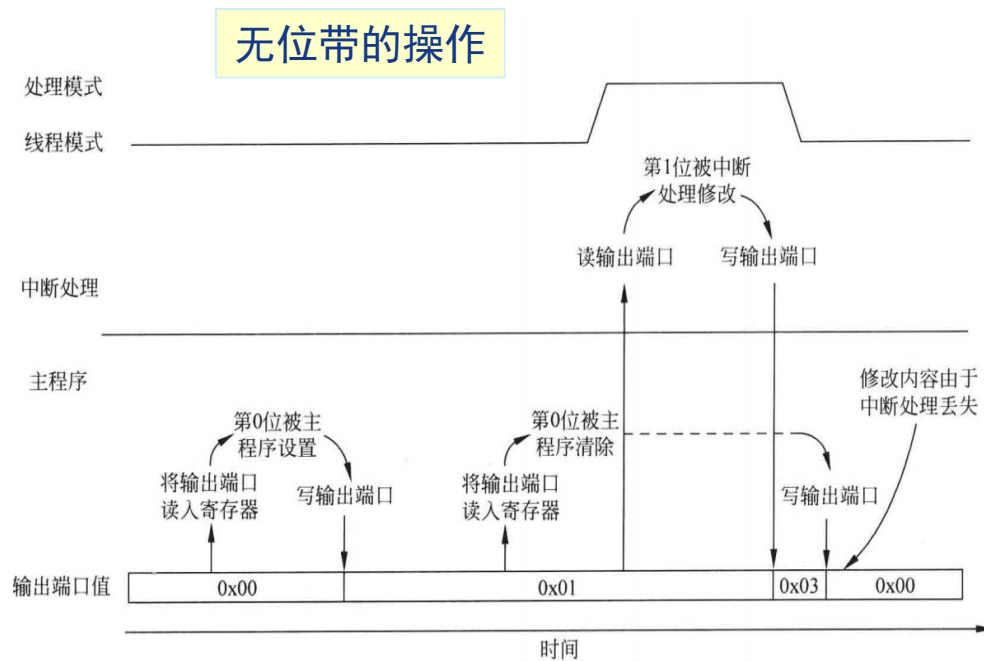 无位带的操作
处理模式
线程模式
第1位被中断
处理修改
读输出端口
写输出端口
中断处理
主程序
修改内容由于
中断处理丢失
第0位被主
程序设置
第0位被主
程序清除
将输出端口
读入寄存器
写输出端口
将输出端口
读入寄存器
写输出端口
输出端口值
0x00
0x01
0x03
0x00
时间